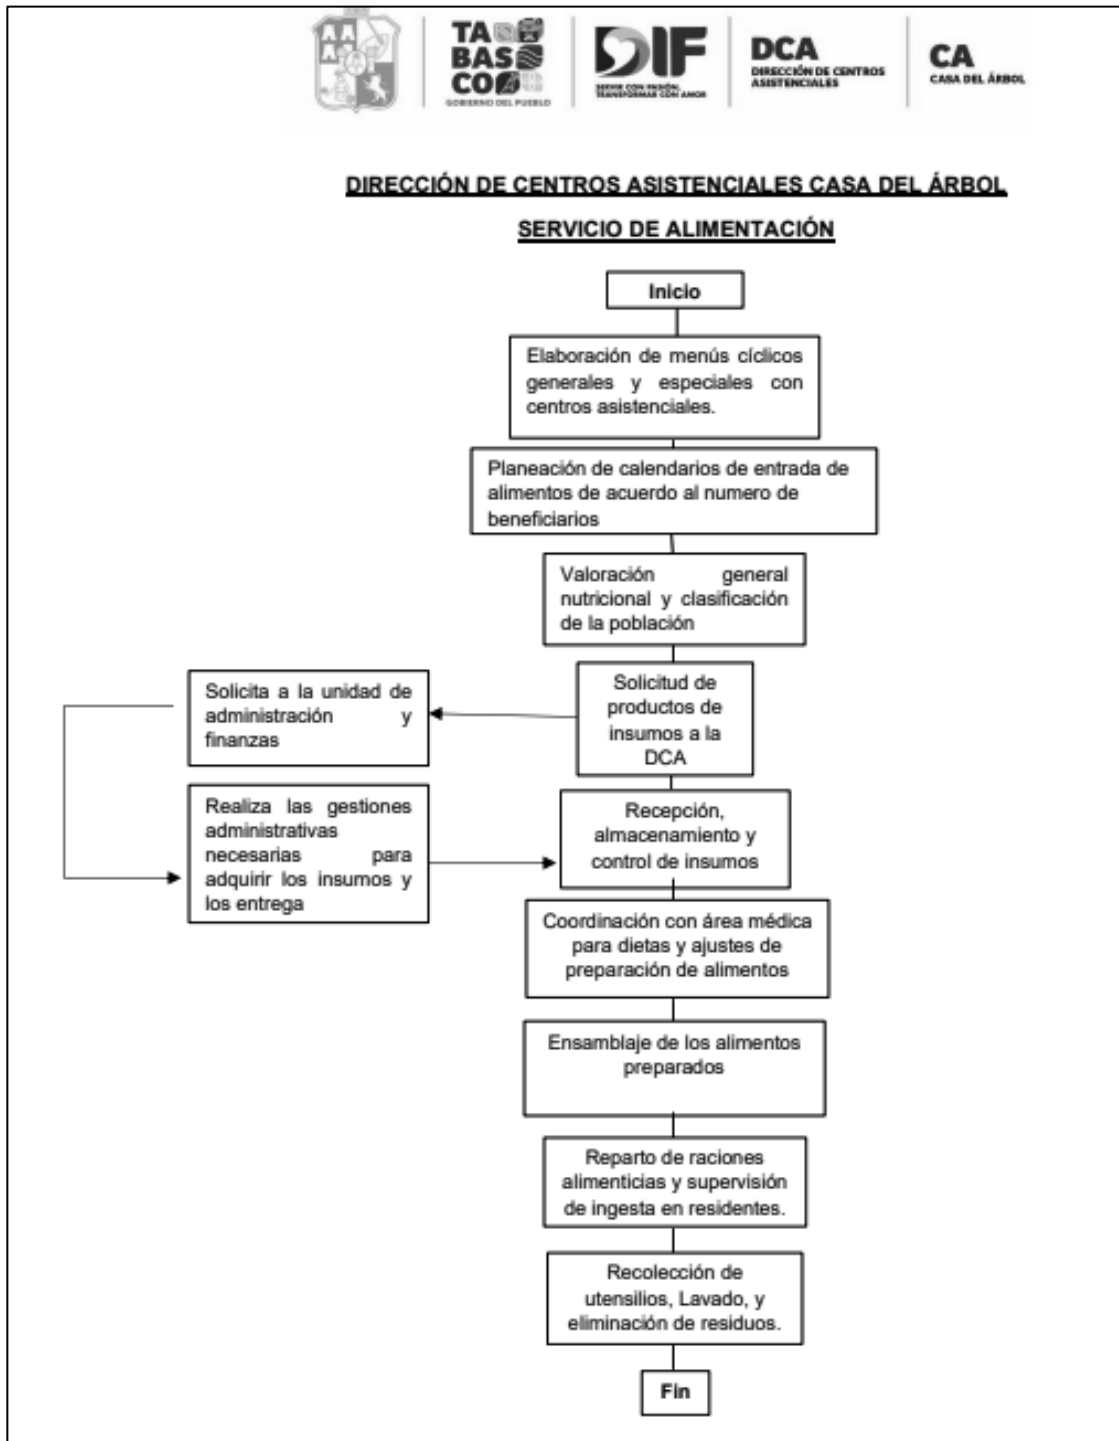 TA
BAS
CO
GOBIERNO DEL PUEBLO
DIF
SERVIR CON PASIÓN,
TRANSFORMAR CON AMOR
DCA
DIRECCIÓN DE CENTROS
ASISTENCIALES
CA
CASA DEL ÁRBOL
DIRECCIÓN DE CENTROS ASISTENCIALES CASA DEL ÁRBOL
SERVICIO DE ALIMENTACIÓN
Inicio
Elaboración de menús cíclicos
generales y especiales con
centros asistenciales.
Planeación de calendarios de entrada de
alimentos de acuerdo al numero de
beneficiarios
Valoración general
nutricional y clasificación
de la población
Solicitud de
productos de
insumos a la
DCA
Solicita a la unidad de
administración y
finanzas
Realiza las gestiones
administrativas
necesarias para
adquirir los insumos y
los entrega
Recepción,
almacenamiento y
control de insumos
Coordinación con área médica
para dietas y ajustes de
preparación de alimentos
Ensamblaje de los alimentos
preparados
Reparto de raciones
alimenticias y supervisión
de ingesta en residentes.
Recolección de
utensilios, Lavado, y
eliminación de residuos.
Fin